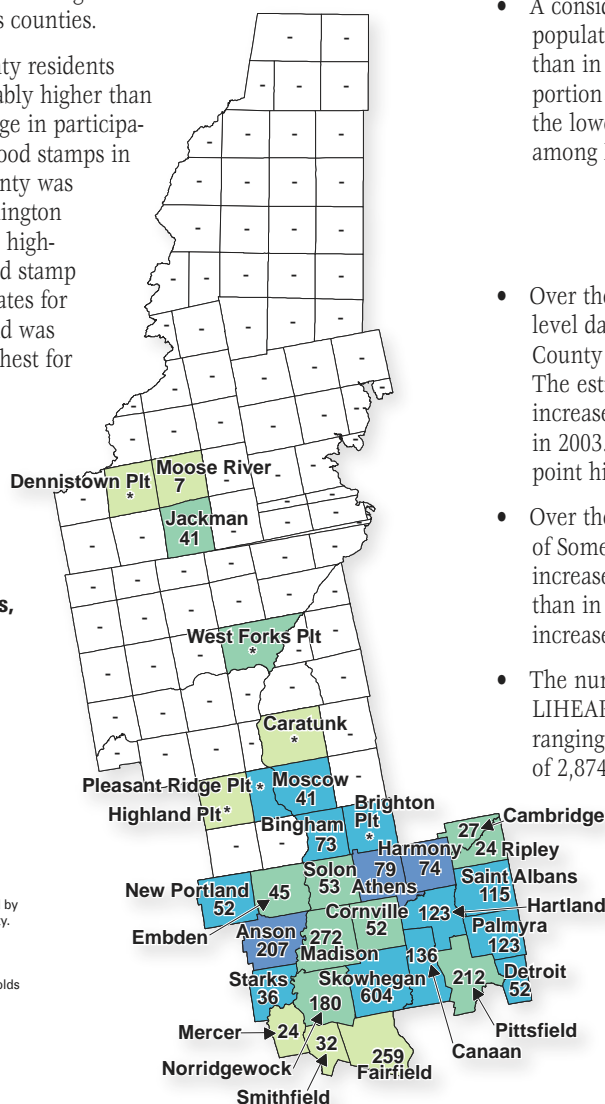 s counties.
ty residents
ably higher than
ge in participa-
ood stamps in
nty was
ington
high-
d stamp
ates for
d was
hest for
s,
d by
y.
olds
- -
- - -
- - - -
- - - -
- - - -
- - - - -
- - - -
- - - -
- - - - -
- - - -
Dennistown Plt
*
Moose River
7
Jackman
41
West Forks Plt
*
Caratunk
*
Pleasant Ridge Plt *
Moscow
41
Highland Plt *
Bingham
73
Brighton
Plt
*
Cambridge
27
24 Ripley
Harmony
74
79
Athens
Solon
53
Saint Albans
115
New Portland
52
45
Embden
Cornville
52
123
Hartland
Palmyra
123
Anson
207
272
Madison
136
Canaan
212
Pittsfield
Detroit
52
Starks
36
Skowhegan
604
180
Norridgewock
Mercer
24
32
Smithfield
259
Fairfield
• A consid
populat
than in
portion
the lowe
among
• Over the
level da
County
The esti
increase
in 2003.
point hi
• Over the
of Some
increase
than in
increase
• The nur
LIHEAP
ranging
of 2,874